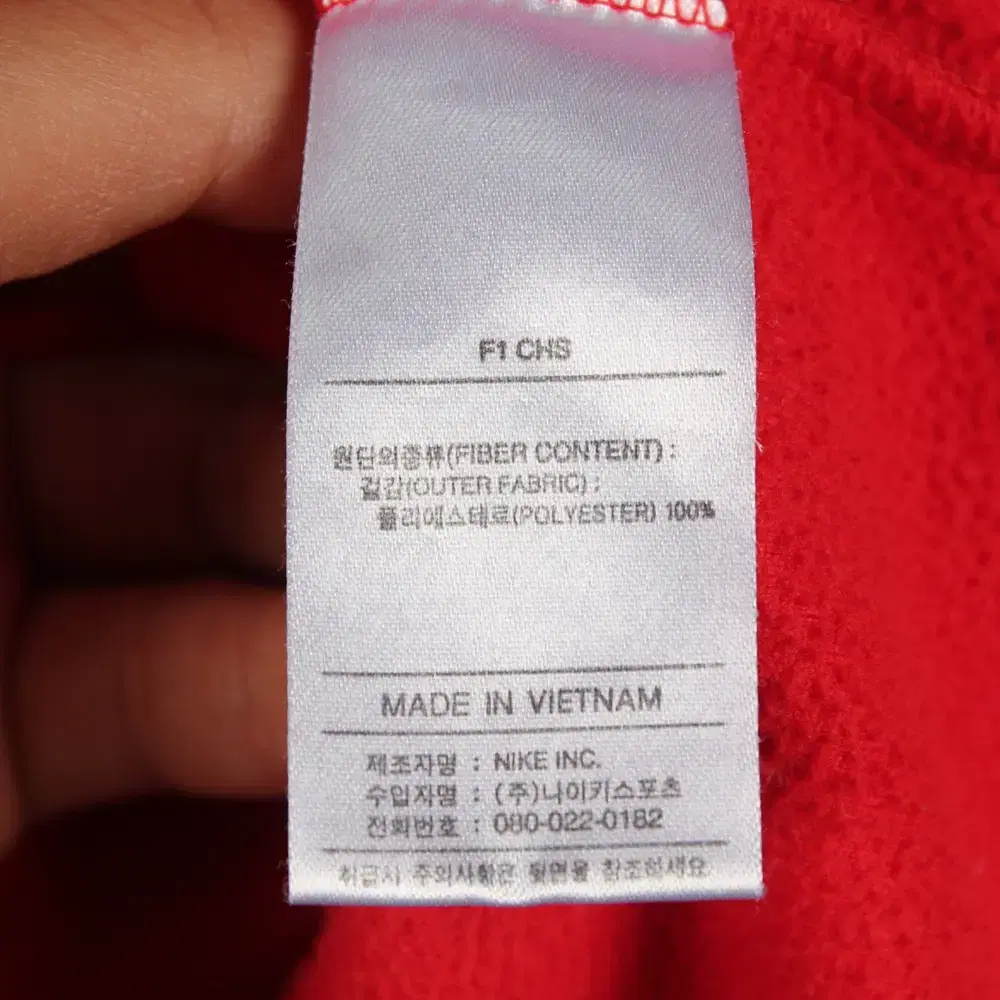 F1 CHS
원단의종류(FIBER CONTENT) :
겉감(OUTER FABRIC) :
폴리에스테르(POLYESTER) 100%
MADE IN VIETNAM
제조자명 : NIKE INC.
수입자명 : (주)나이키스포츠
전화번호 : 080-022-0182
취급시 주의사항은 뒷면을 참조하세요